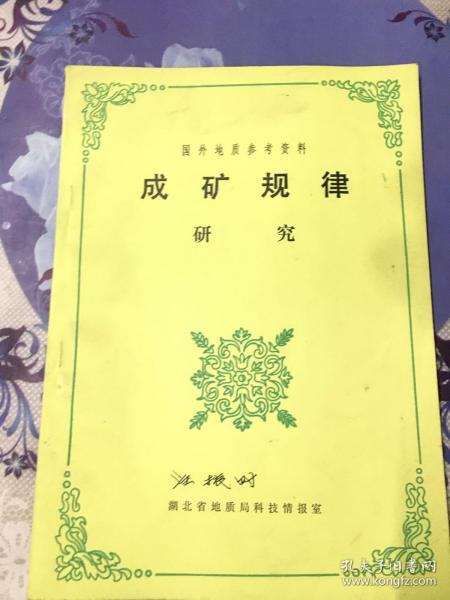 国外地质参考资料
成矿规律
研究
湖北省地质局科技情报室
孔夫子旧书网
www.kongfz.com